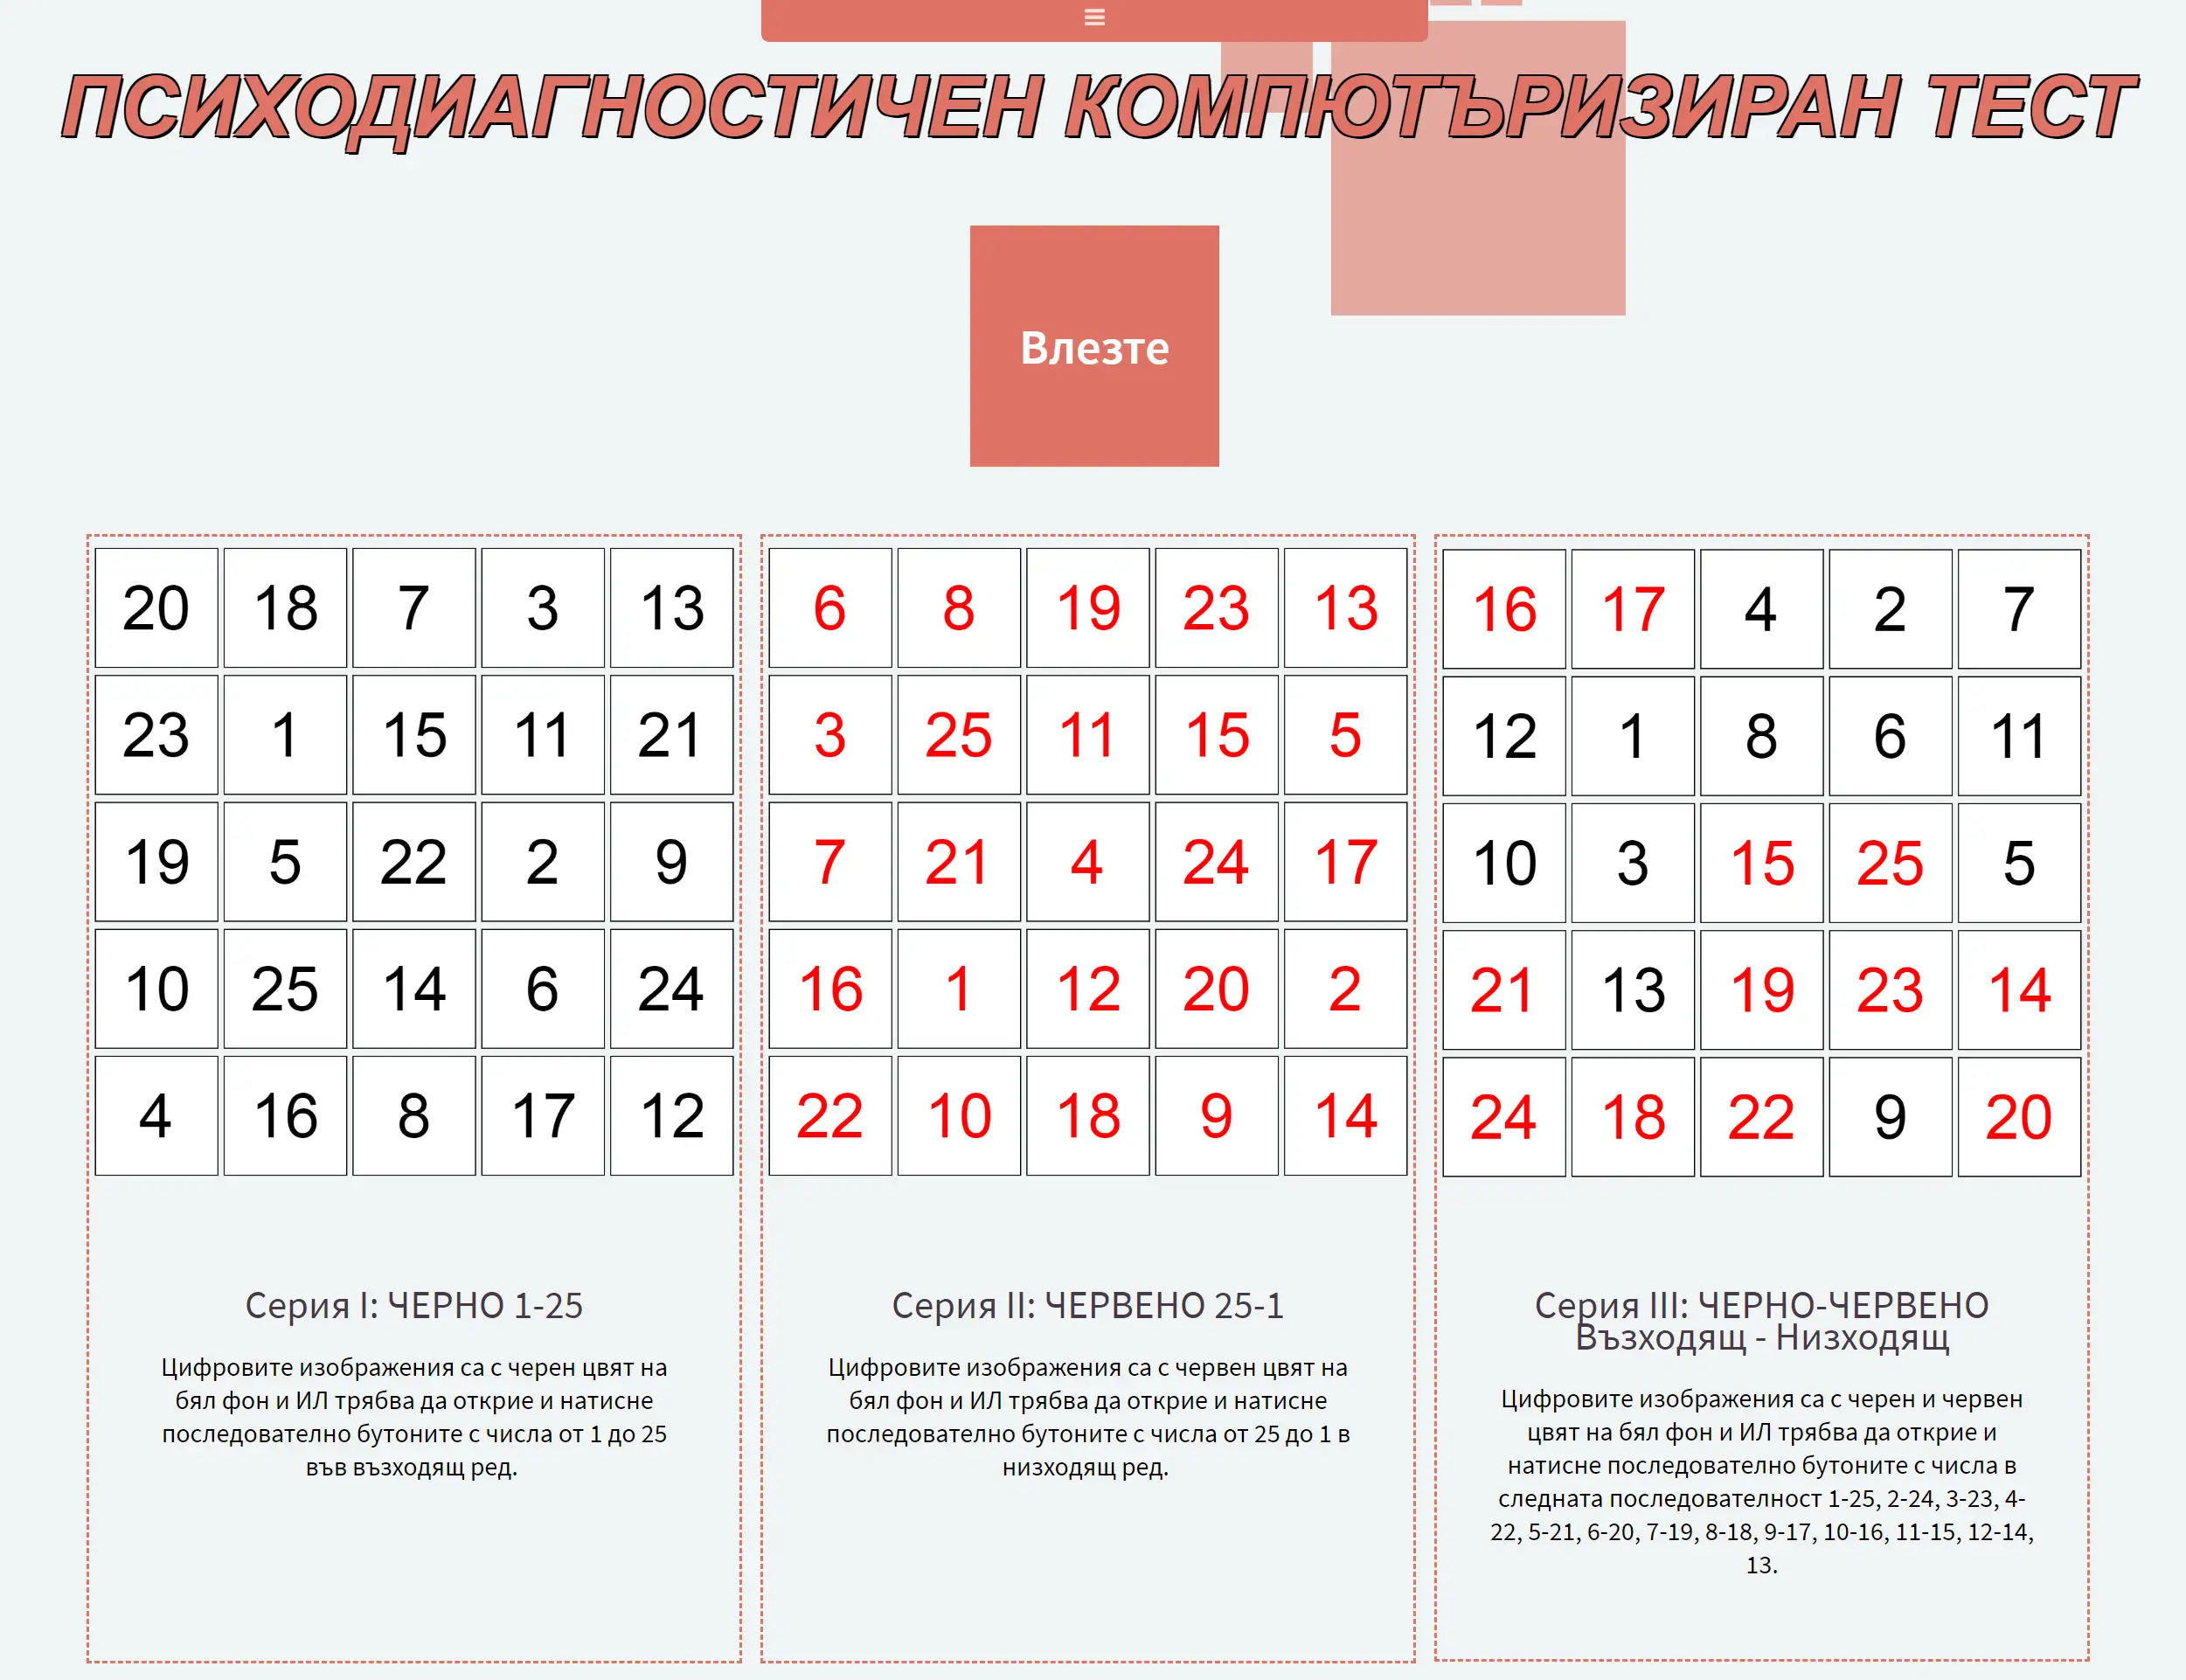 ПСИХОДИАГНОСТИЧЕН КОМПЮТЪРИЗИРАН ТЕСТ
Влезте
20 18 7 3 13
23 1 15 11 21
19 5 22 2 9
10 25 14 6 24
4 16 8 17 12
Серия I: ЧЕРНО 1-25
Цифровите изображения са с черен цвят на
бял фон и ИЛ трябва да открие и натисне
последователно бутоните с числа от 1 до 25
във възходящ ред.
6 8 19 23 13
3 25 11 15 5
7 21 4 24 17
16 1 12 20 2
22 10 18 9 14
Серия II: ЧЕРВЕНО 25-1
Цифровите изображения са с червен цвят на
бял фон и ИЛ трябва да открие и натисне
последователно бутоните с числа от 25 до 1 в
низходящ ред.
16 17 4 2 7
12 1 8 6 11
10 3 15 25 5
21 13 19 23 14
24 18 22 9 20
Серия III: ЧЕРНО-ЧЕРВЕНО
Възходящ - Низходящ
Цифровите изображения са с черен и червен
цвят на бял фон и ИЛ трябва да открие и
натисне последователно бутоните с числа в
следната последователност 1-25, 2-24, 3-23, 4-
22, 5-21, 6-20, 7-19, 8-18, 9-17, 10-16, 11-15, 12-14,
13.